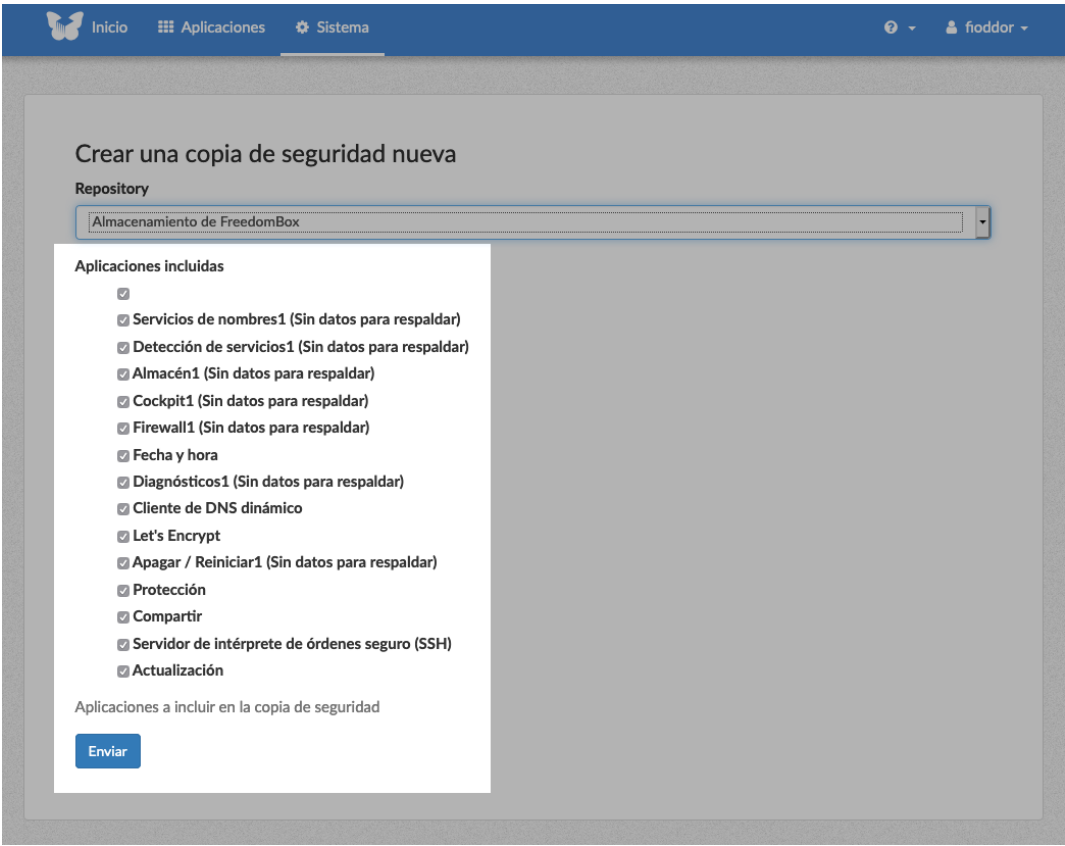 Inicio Aplicaciones Sistema fioddor
Crear una copia de seguridad nueva
Repository
Almacenamiento de FreedomBox
Aplicaciones incluidas
Servicios de nombres1 (Sin datos para respaldar)
Detección de servicios1 (Sin datos para respaldar)
Almacén1 (Sin datos para respaldar)
Cockpit1 (Sin datos para respaldar)
Firewall1 (Sin datos para respaldar)
Fecha y hora
Diagnósticos1 (Sin datos para respaldar)
Cliente de DNS dinámico
Let's Encrypt
Apagar / Reiniciar1 (Sin datos para respaldar)
Protección
Compartir
Servidor de intérprete de órdenes seguro (SSH)
Actualización
Aplicaciones a incluir en la copia de seguridad
Enviar